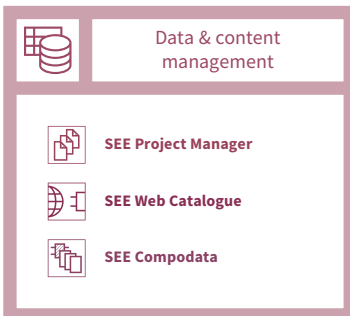 Data & content
management
SEE Project Manager
SEE Web Catalogue
SEE Compodata